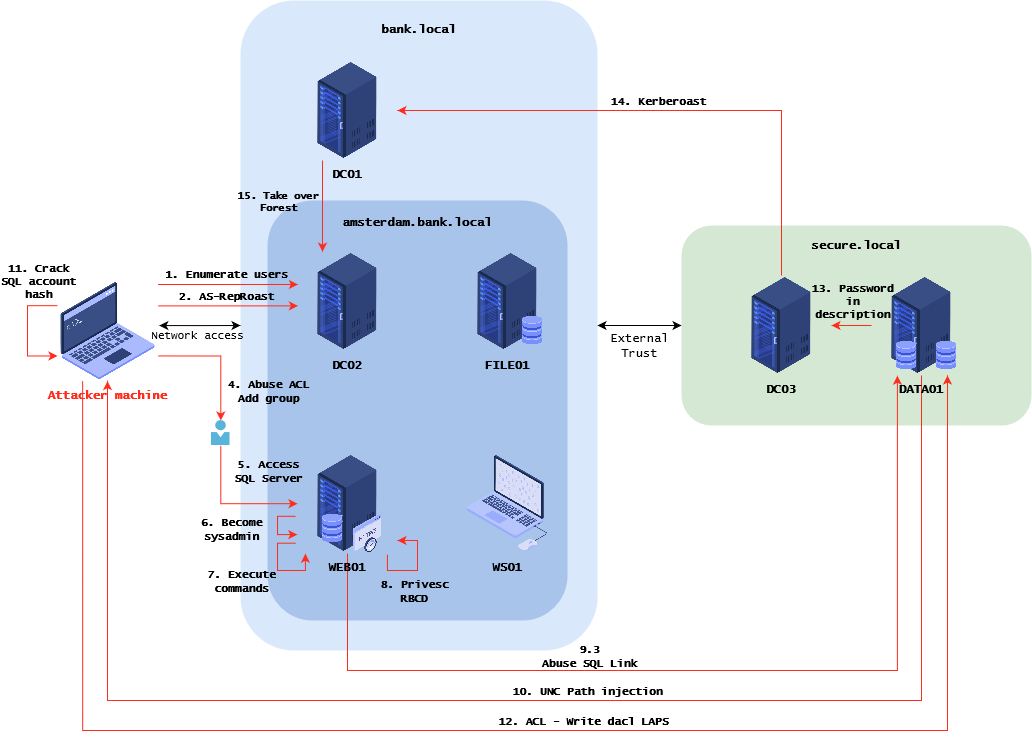 bank.local
14. Kerberoast
DC01
15. Take over
Forest
amsterdam.bank.local
secure.local
11. Crack
SQL account
hash
1. Enumerate users
2. AS-RepRoast
13. Password
in
description
Network access
External
Trust
DC02
FILE01
DC03
DATA01
Attacker machine
4. Abuse ACL
Add group
5. Access
SQL Server
6. Become
sysadmin
WEB01
WS01
7. Execute
commands
8. Privesc
RBCD
9.3
Abuse SQL Link
10. UNC Path injection
12. ACL - Write dacl LAPS